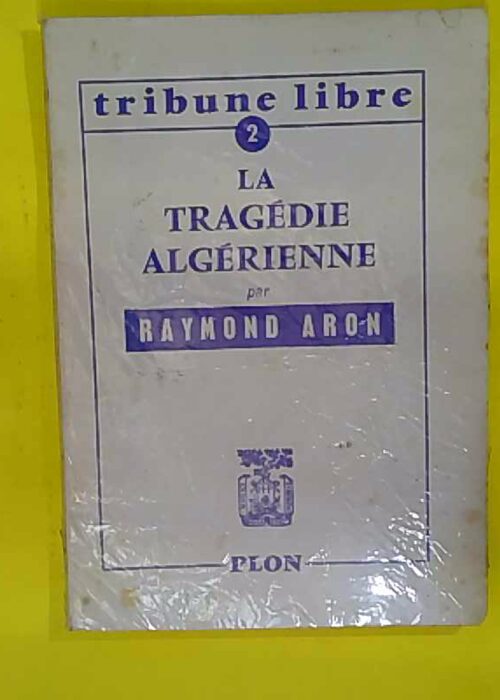 tribune libre
2
LA
TRAGÉDIE
ALGÉRIENNE
par
RAYMOND ARON
PLON